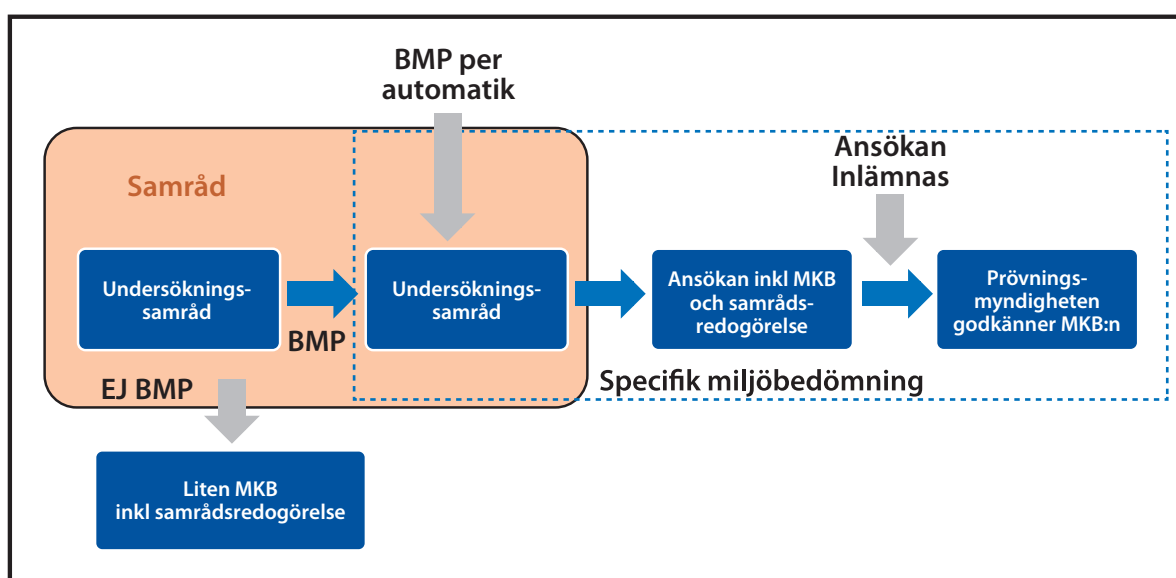 BMP per
automatik
Samråd
Ansökan
Inlämnas
Undersöknings-
samråd
BMP
Undersöknings-
samråd
Ansökan inkl MKB
och samråds-
redogörelse
Prövnings-
myndigheten
godkänner MKB:n
EJ BMP
Specifik miljöbedömning
Liten MKB
inkl samrådsredogörelse